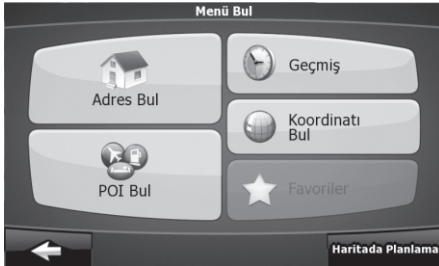 Menü Bul
Adres Bul
Geçmiş
Koordinatı
Bul
POI Bul
Favoriler
Haritada Planlama